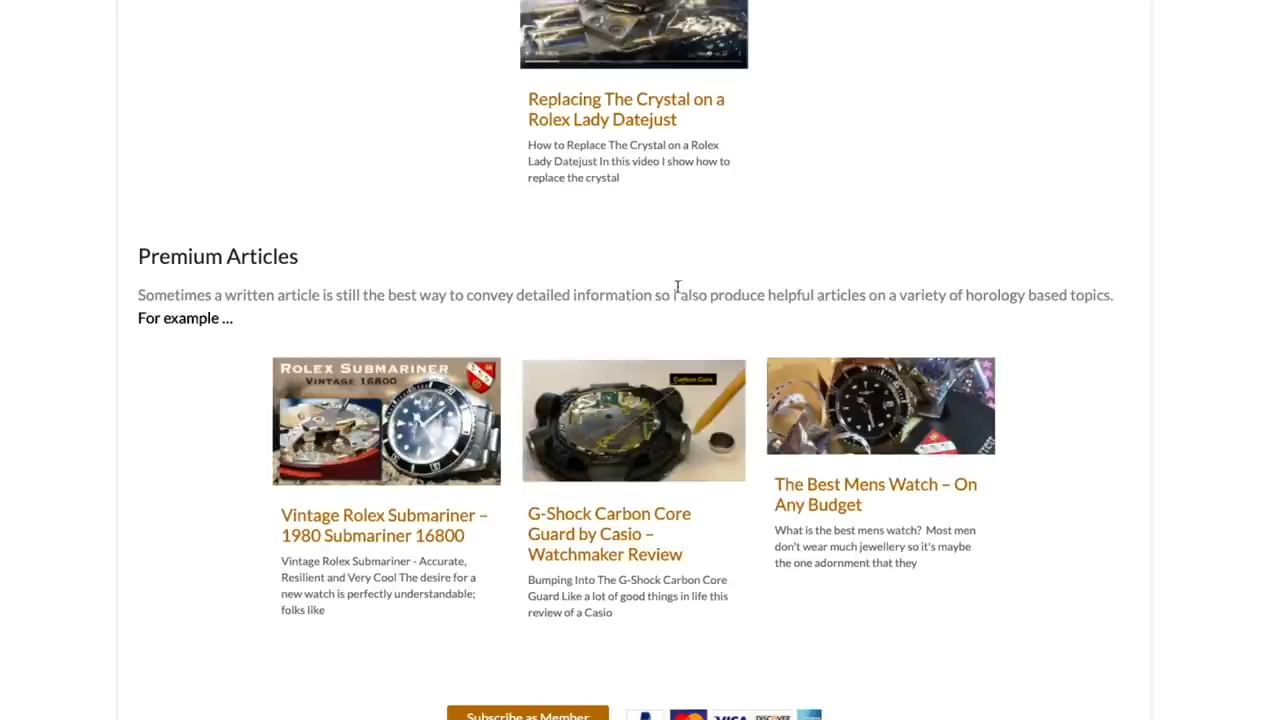 Replacing The Crystal on a
Rolex Lady Datejust
How to Replace The Crystal on a Rolex
Lady Datejust In this video I show how to
replace the crystal
Premium Articles
Sometimes a written article is still the best way to convey detailed information so I also produce helpful articles on a variety of horology based topics.
For example ...
ROLEX SUBMARINER
VINTAGE 16800
Carbon Core
Vintage Rolex Submariner –
1980 Submariner 16800
Vintage Rolex Submariner - Accurate,
Resilient and Very Cool The desire for a
new watch is perfectly understandable;
folks like
G-Shock Carbon Core
Guard by Casio –
Watchmaker Review
Bumping Into The G-Shock Carbon Core
Guard Like a lot of good things in life this
review of a Casio
The Best Mens Watch – On
Any Budget
What is the best mens watch? Most men
don't wear much jewellery so it's maybe
the one adornment that they
Subscribe as Member
VISA
DISCOVER